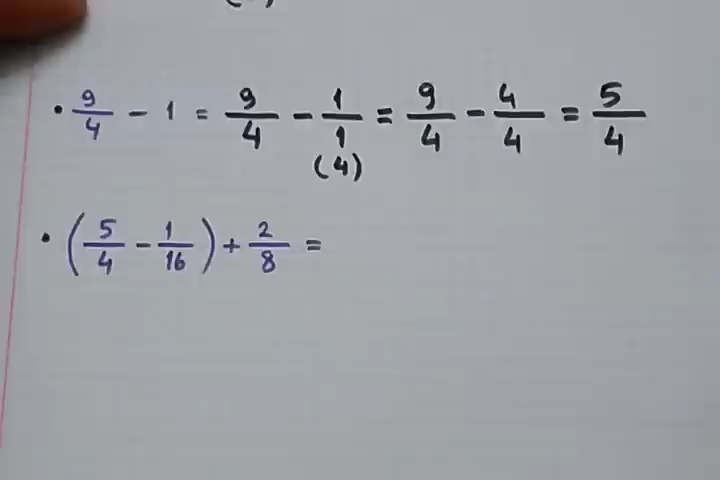 • 9/4 - 1 = 9/4 - 1/1 = 9/4 - 4/4 = 5/4
(4)
• (5/4 - 1/16) + 2/8 =